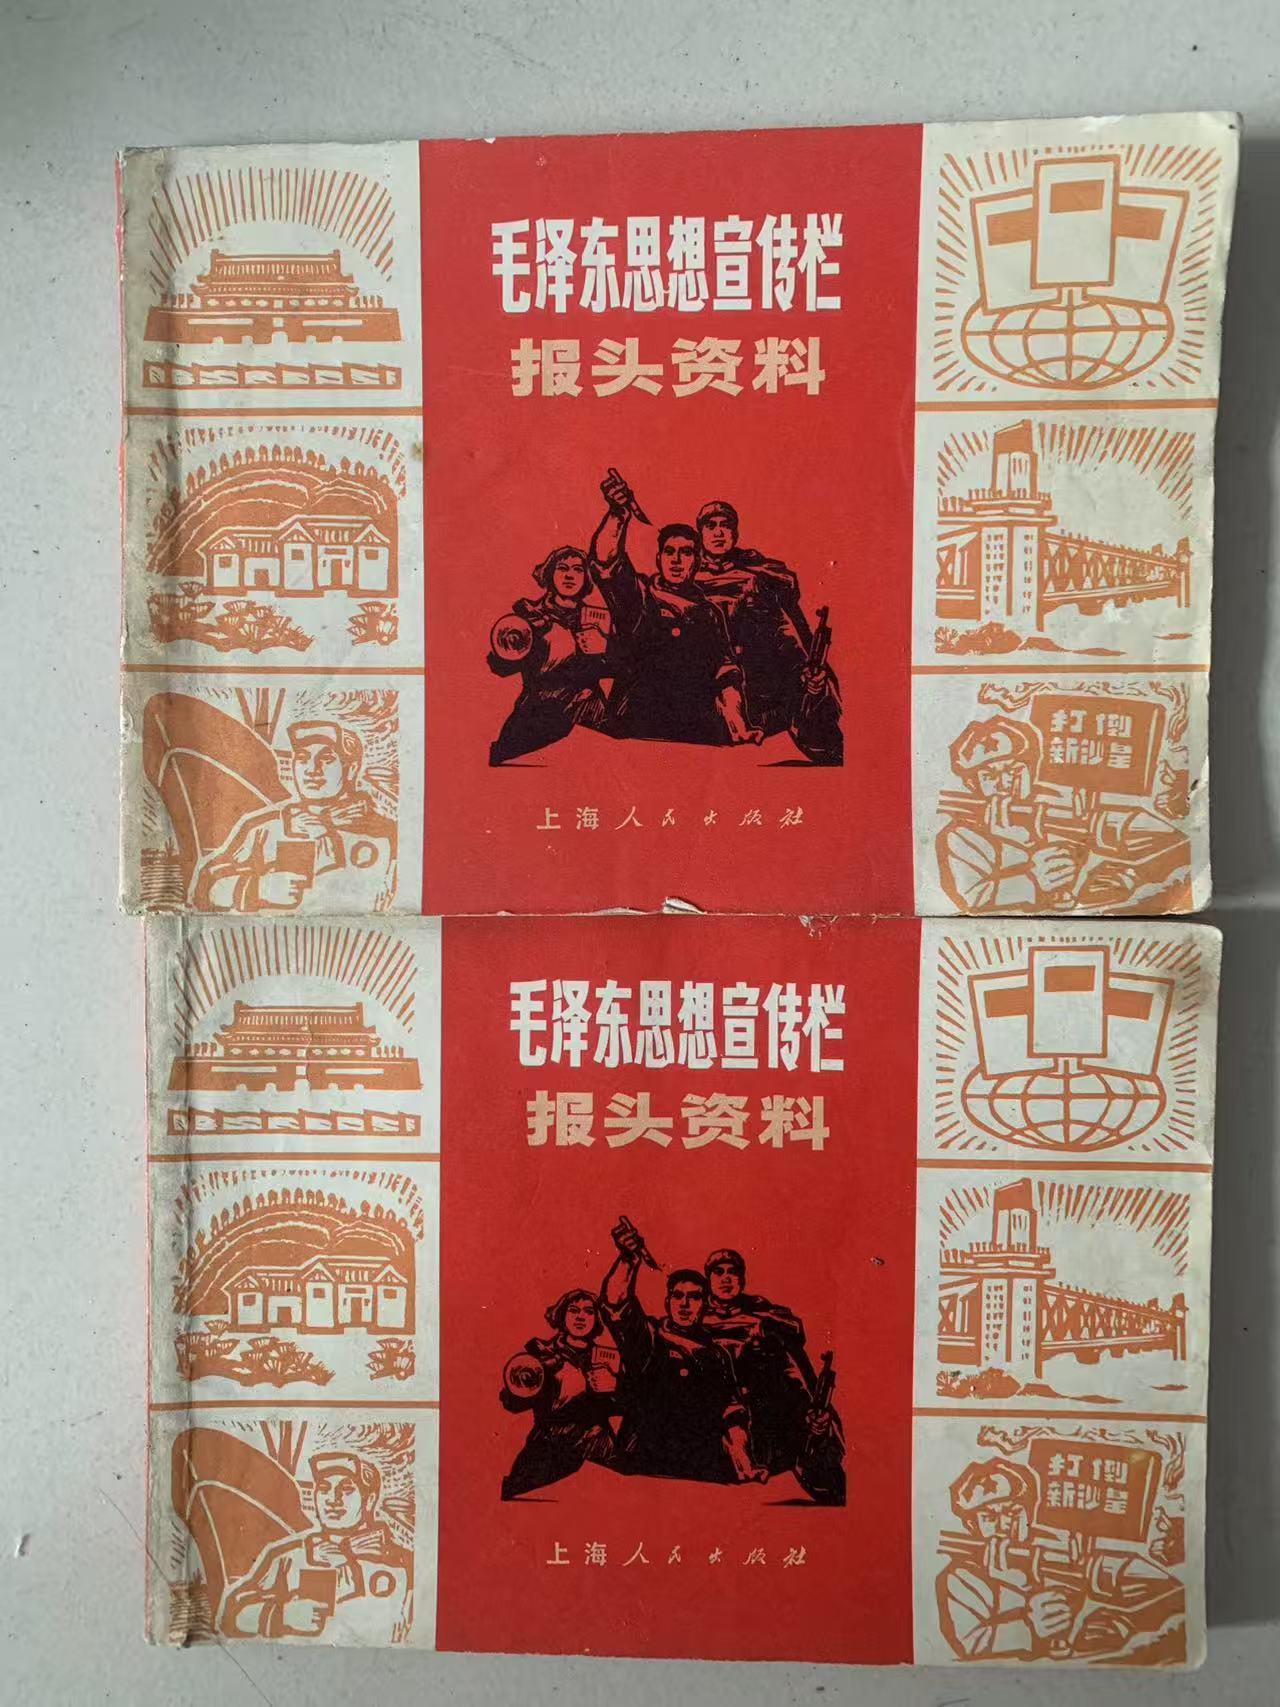 毛泽东思想宣传栏
报头资料
打倒
新沙皇
上海人民出版社
毛泽东思想宣传栏
报头资料
打倒
新沙皇
上海人民出版社